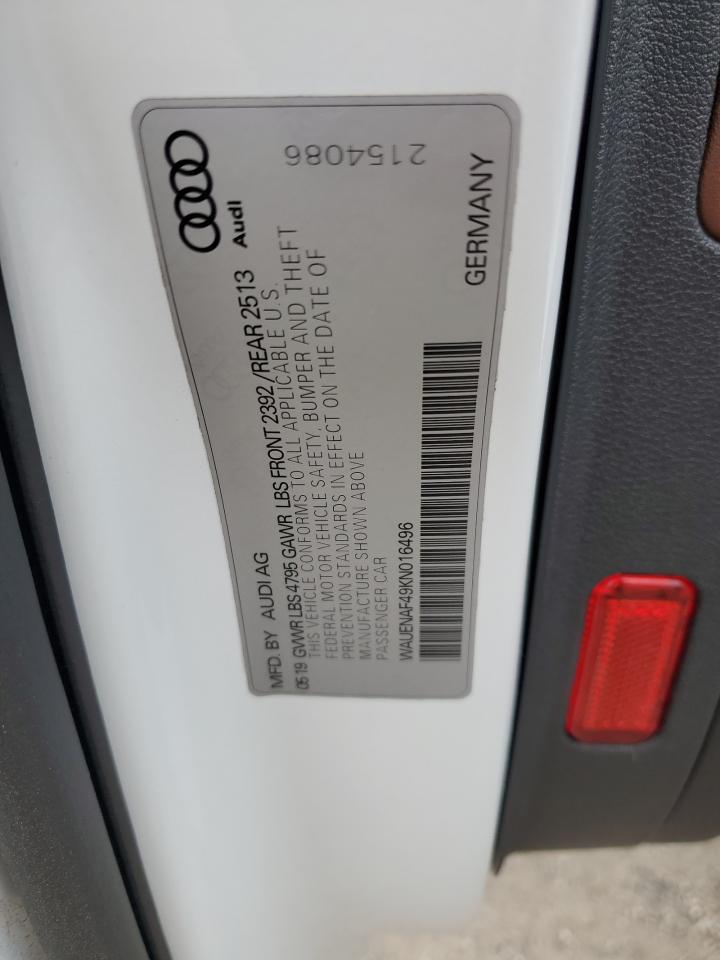 Audi
MFD. BY AUDI AG
0519 GVWR LBS 4795 GAWR LBS FRONT 2392 /REAR 2513
THIS VEHICLE CONFORMS TO ALL APPLICABLE U.S.
FEDERAL MOTOR VEHICLE SAFETY, BUMPER AND THEFT
PREVENTION STANDARDS IN EFFECT ON THE DATE OF
MANUFACTURE SHOWN ABOVE
PASSENGER CAR
WAUENAF49KN016496
GERMANY
2154086